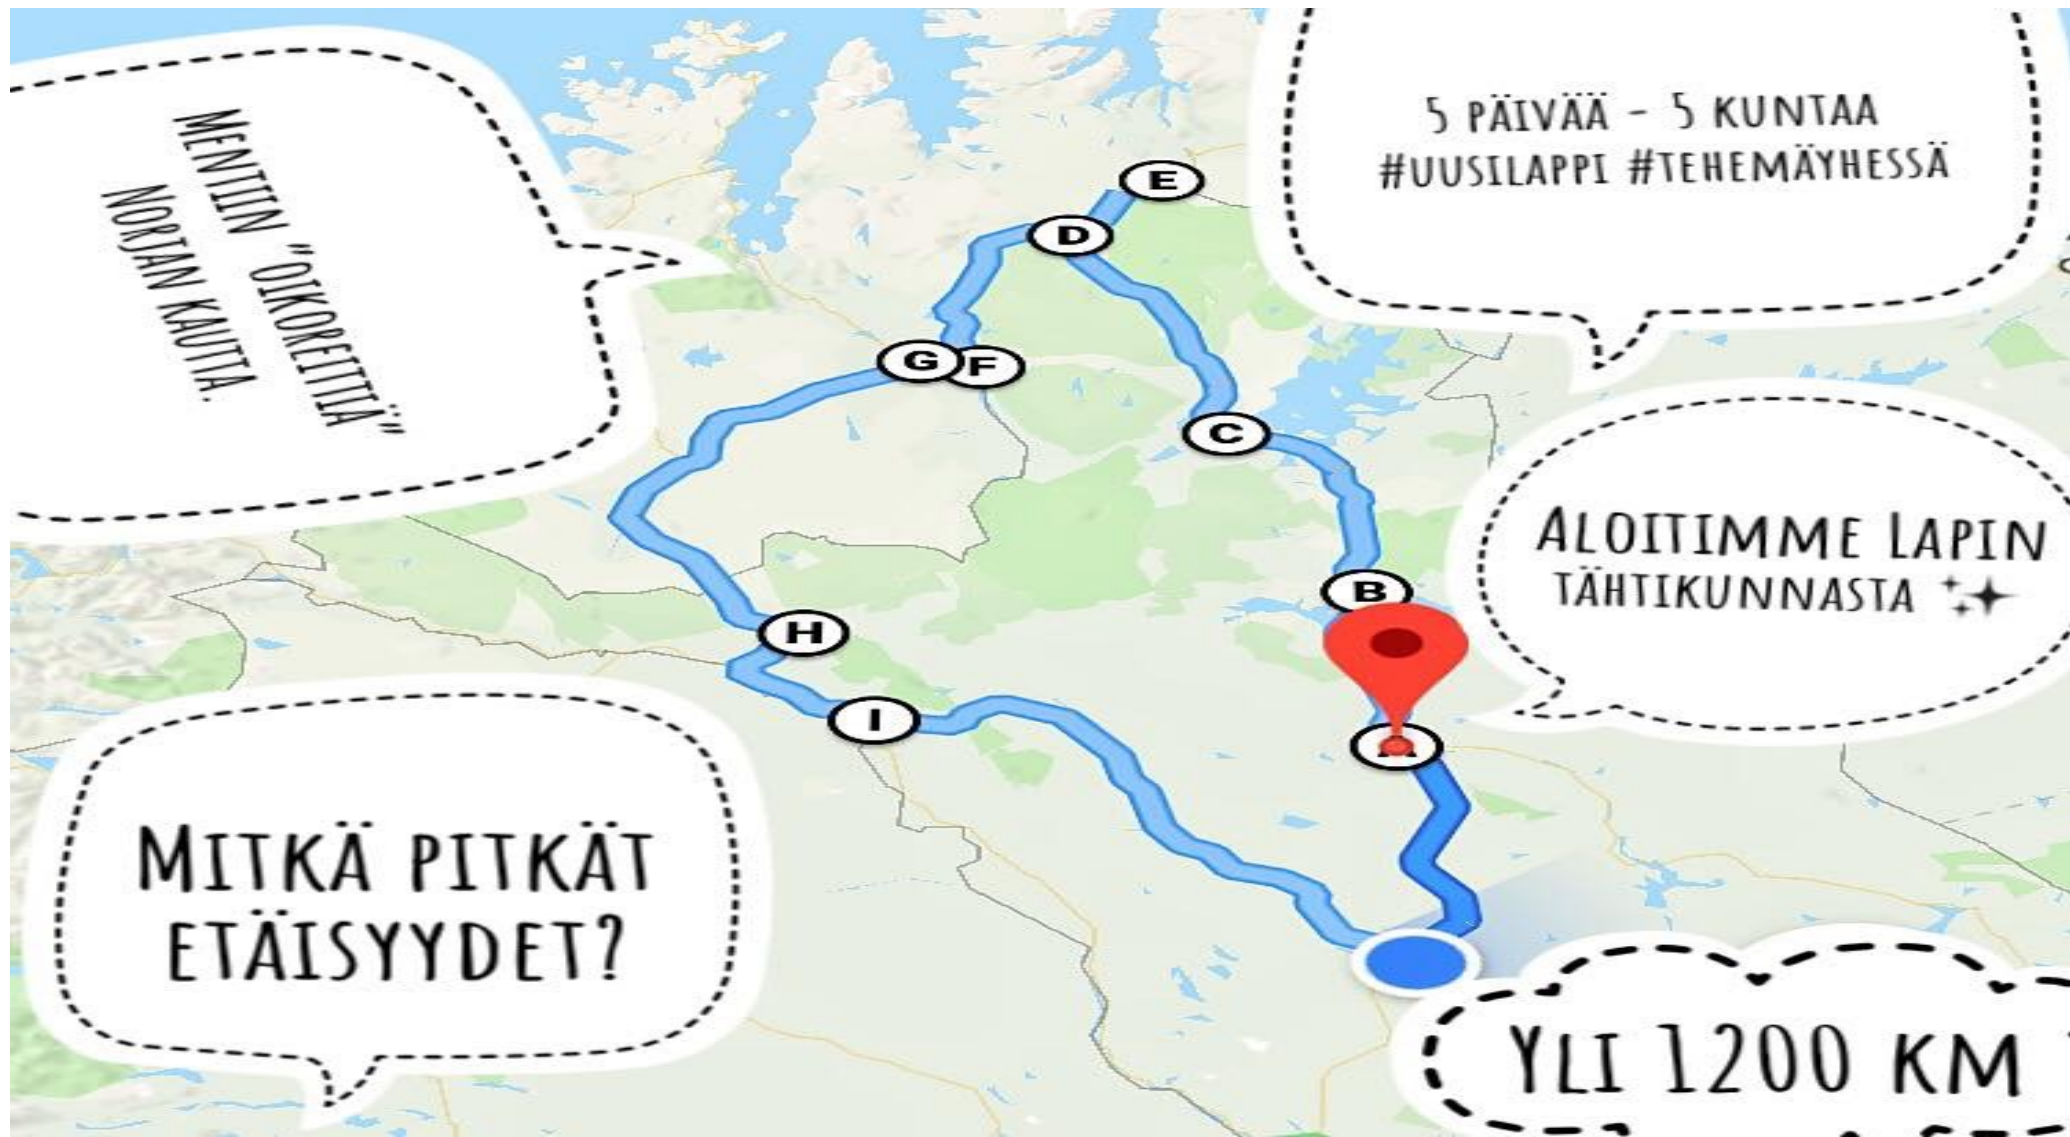 Mentiin "oikoreittiä"
Norjan kautta.
5 päivää - 5 kuntaa
#uusilappi #tehemäyhessä
E
D
G F
C
Aloitimme Lapin
tähtikunnasta
B
H
I
A
Mitkä pitkät
etäisyydet?
Yli 1200 km